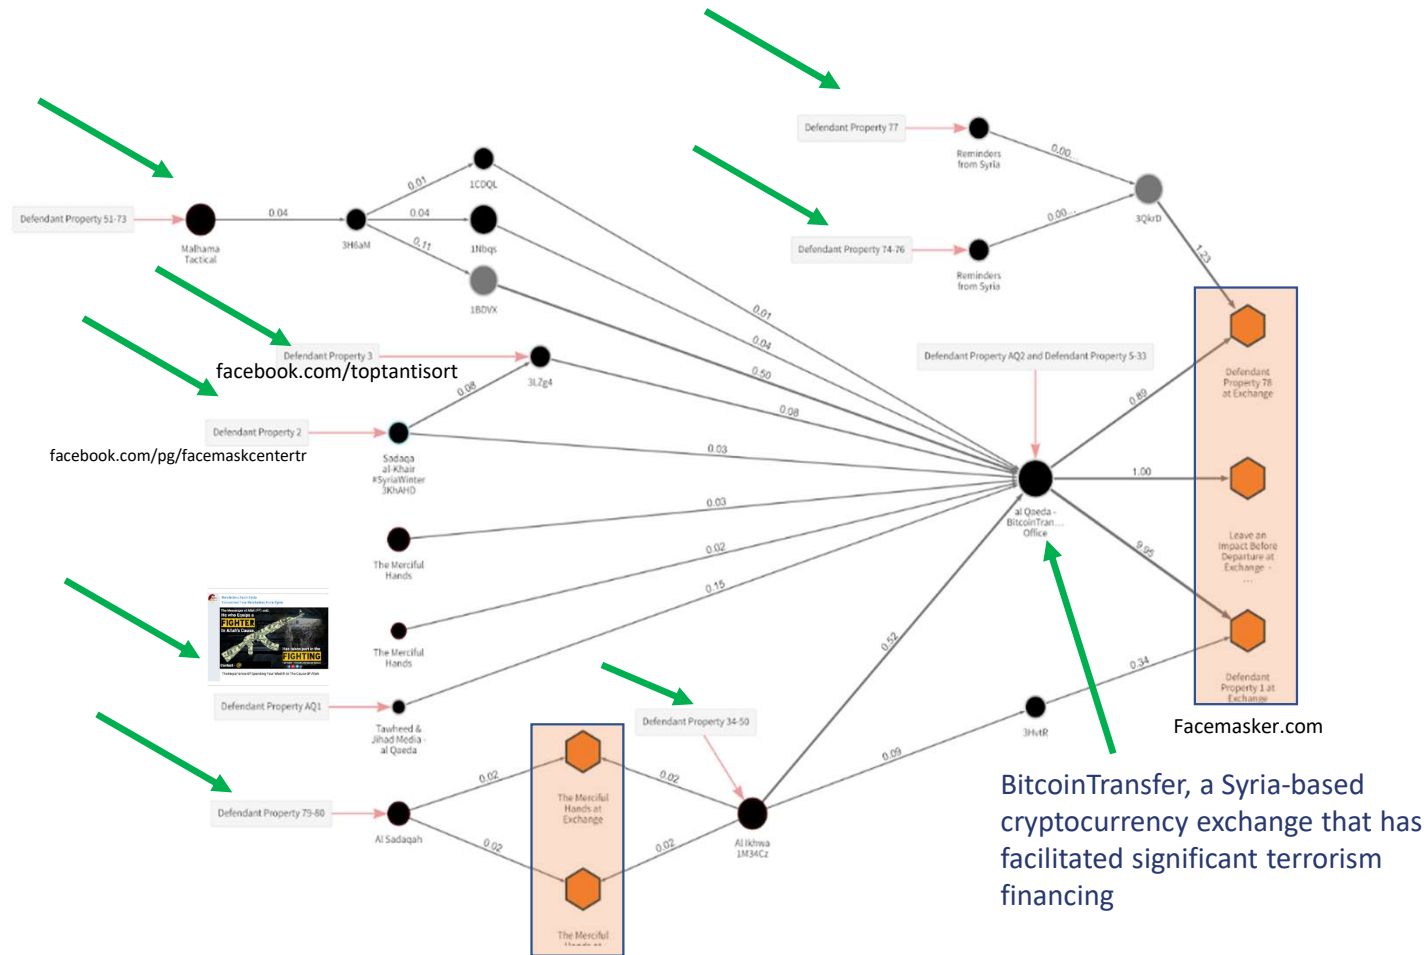 Defendant Property 77
Reminders
from Syria
0.00...
3QkrD
Defendant Property 74-76
Reminders
from Syria
0.00...
1.23
Defendant Property 51-73
Malhama
Tactical
0.04
3H6aM
0.01
0.04
0.11
1CDQL
1Nbqs
1BDVX
0.01
0.04
0.50
Defendant Property 3
facebook.com/toptantisort
3LZg4
0.08
0.08
Defendant Property 2
facebook.com/pg/facemaskcentertr
Sadaqa
al-Khair
#SyriaWinter
3KhAHD
0.03
The Merciful
Hands
0.03
The Merciful
Hands
0.02
FIGHTER
FIGHTING
Defendant Property AQ1
Tawheed &
Jihad Media -
al Qaeda
0.15
Defendant Property AQ2 and Defendant Property 5-33
al Qaeda -
BitcoinTran...
Office
0.89
1.00
9.95
Defendant
Property 78
at Exchange
Leave an
Impact Before
Departure at
Exchange -
...
Defendant
Property 1 at
Exchange
Facemasker.com
Defendant Property 34-50
0.52
0.34
3HvtR
0.09
Defendant Property 79-80
Al Sadaqah
0.02
0.02
The Merciful
Hands at
Exchange
The Merciful
0.02
0.02
Al Ikhwa
1M34Cz
BitcoinTransfer, a Syria-based
cryptocurrency exchange that has
facilitated significant terrorism
financing